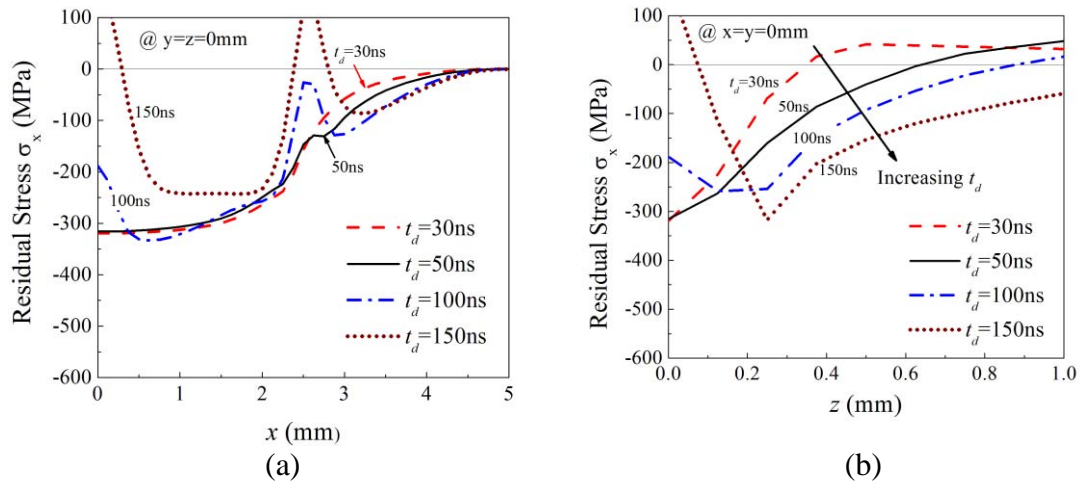 100
0
-100
-200
-300
-400
-500
-600
Residual Stress σx (MPa)
@ y=z=0mm
td=30ns
150ns
100ns
50ns
td=30ns
td=50ns
td=100ns
td=150ns
0 1 2 3 4 5
x (mm)
(a)
100
0
-100
-200
-300
-400
-500
-600
Residual Stress σx (MPa)
@ x=y=0mm
td=30ns
50ns
100ns
150ns
Increasing td
td=30ns
td=50ns
td=100ns
td=150ns
0.0 0.2 0.4 0.6 0.8 1.0
z (mm)
(b)